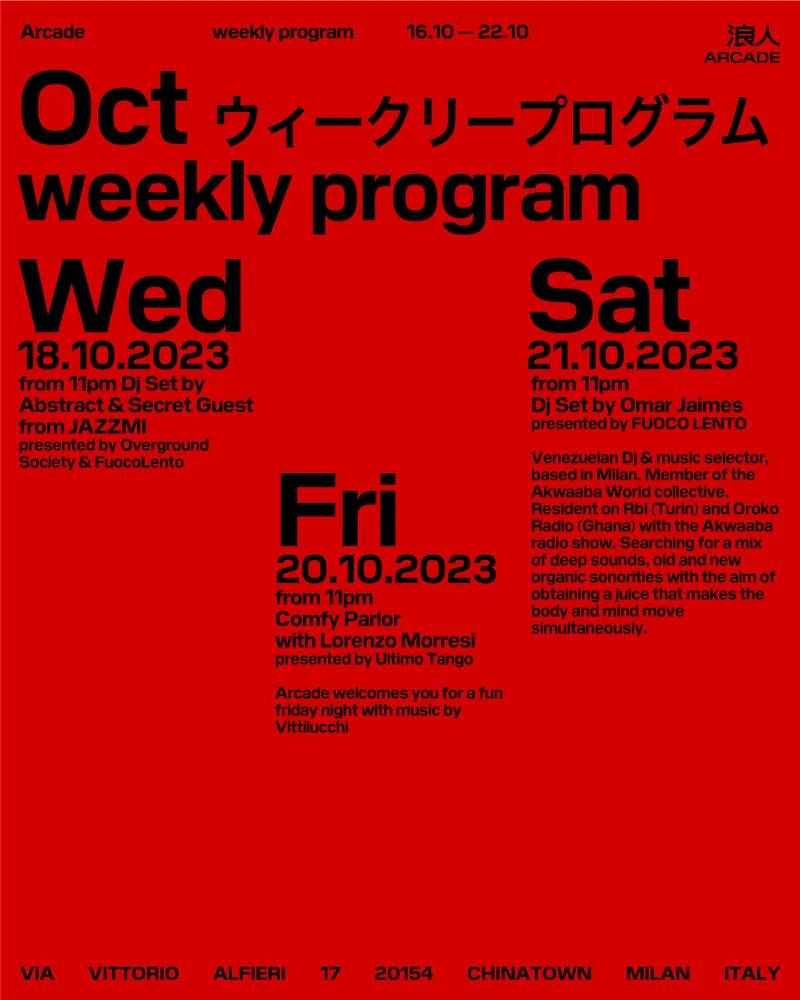 Arcade
weekly program
16.10 — 22.10
浪人
ARCADE
Oct ウィークリープログラム
weekly program
Wed
18.10.2023
from 11pm Dj Set by
Abstract & Secret Guest
from JAZZMI
presented by Overground
Society & FuocoLento
Fri
20.10.2023
from 11pm
Comfy Parlor
with Lorenzo Morresi
presented by Ultimo Tango
Arcade welcomes you for a fun
friday night with music by
Vittilucchi
Sat
21.10.2023
from 11pm
Dj Set by Omar Jaimes
presented by FUOCO LENTO
Venezuelan Dj & music selector,
based in Milan. Member of the
Akwaaba World collective.
Resident on Rbl (Turin) and Oroko
Radio (Ghana) with the Akwaaba
radio show. Searching for a mix
of deep sounds, old and new
organic sonorities with the aim of
obtaining a juice that makes the
body and mind move
simultaneously.
VIA VITTORIO ALFIERI 17 20154 CHINATOWN MILAN ITALY